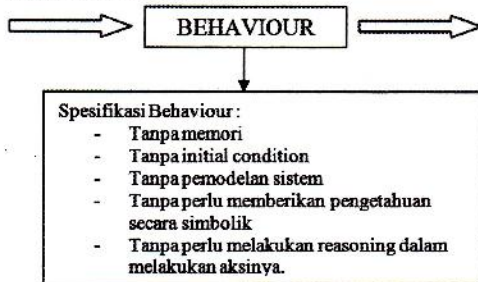 BEHAVIOUR
Spesifikasi Behaviour :
- Tanpa memori
- Tanpa initial condition
- Tanpa pemodelan sistem
- Tanpa perlu memberikan pengetahuan
secara simbolik
- Tanpa perlu melakukan reasoning dalam
melakukan aksinya.